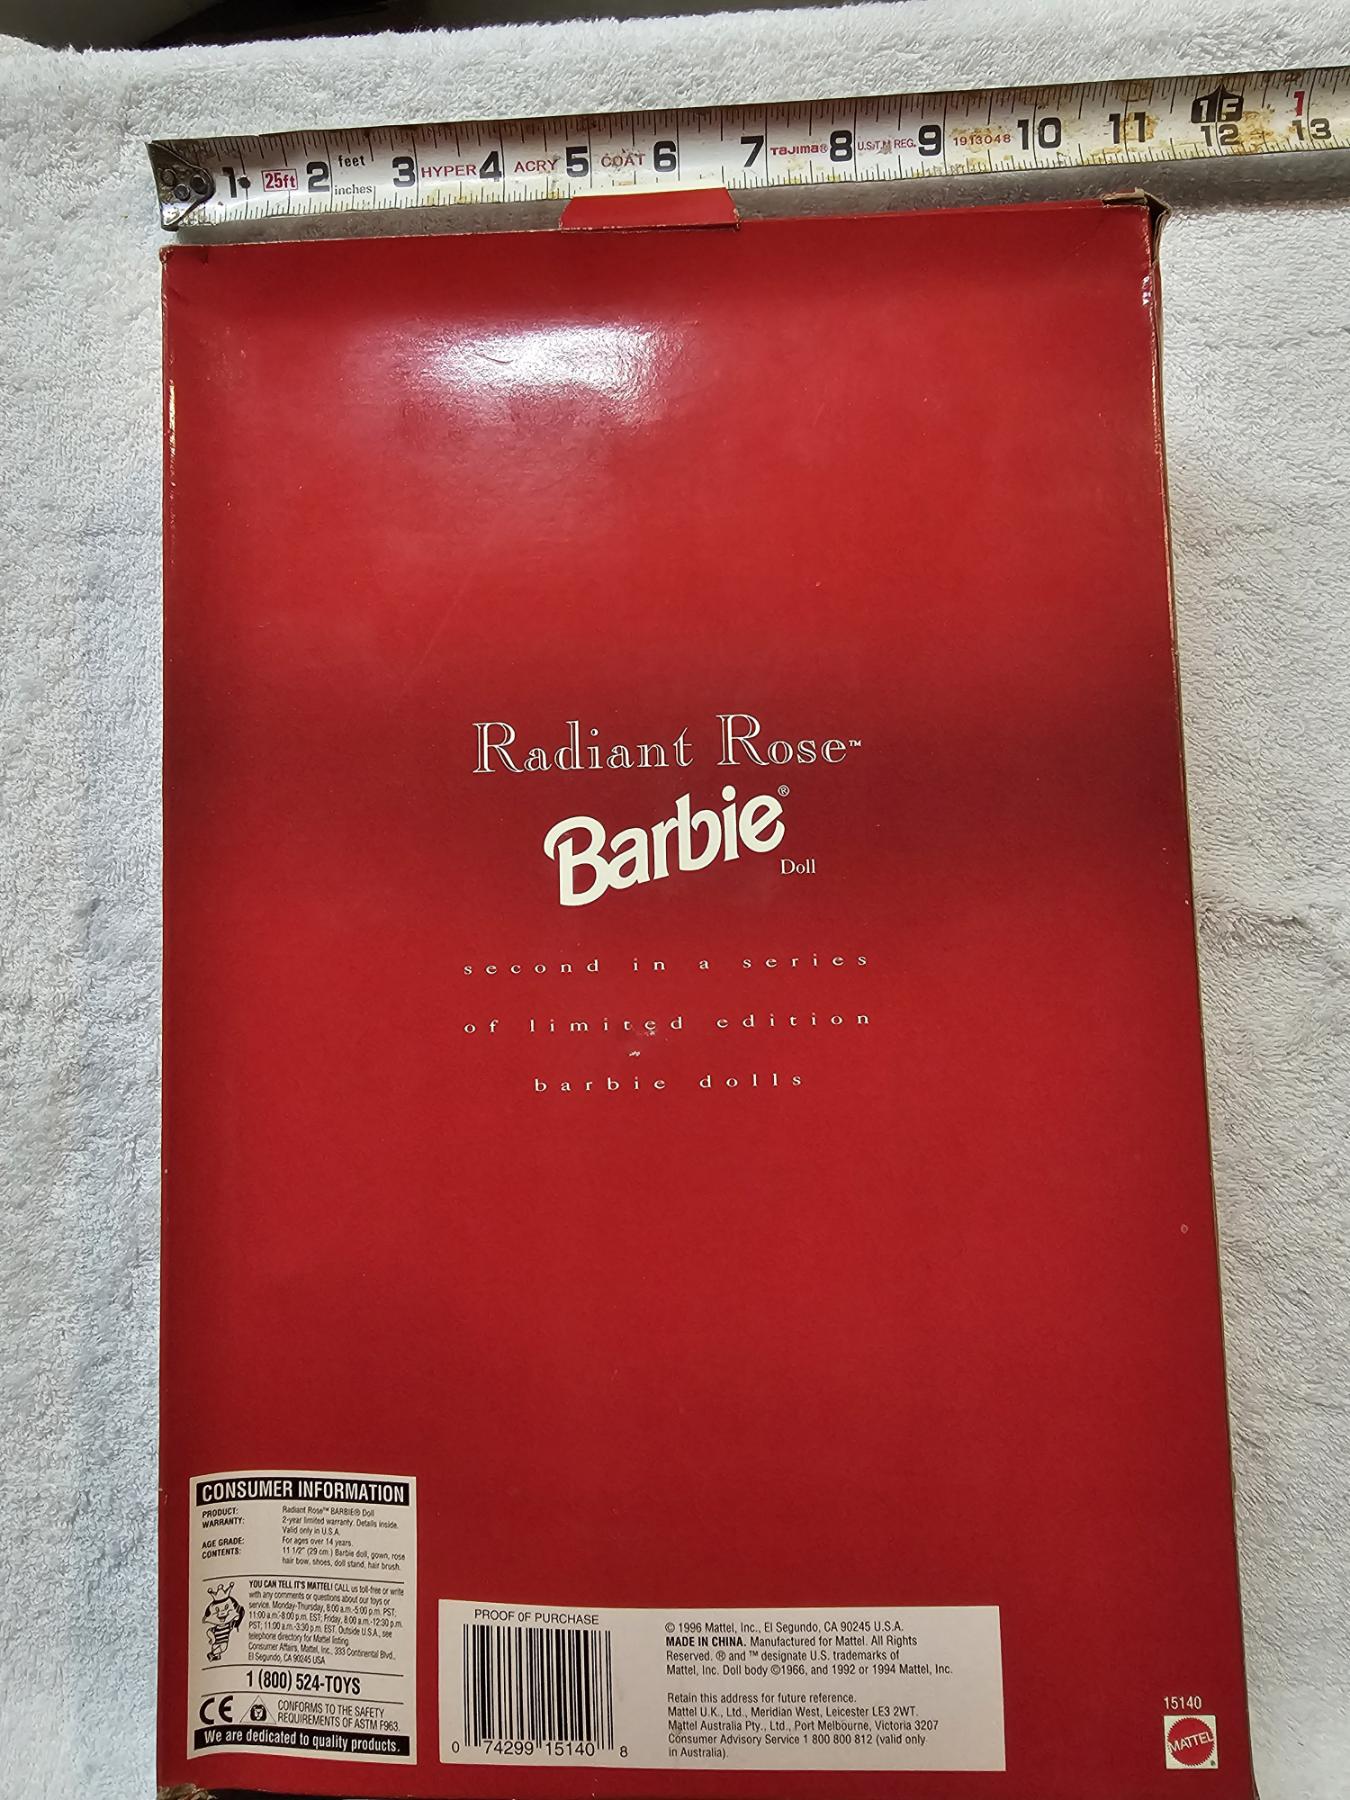 1 25ft 2 feet inches 3 HYPER 4 ACRY 5 COAT 6 7 TaJIma® 8 U.S.T.M REG. 9 1913048 10 11 1F 12 1 13
Radiant Rose™
Barbie®
Doll
second in a series
of limited edition
barbie dolls
CONSUMER INFORMATION
PRODUCT: Radiant Rose™ BARBIE® Doll
WARRANTY: 2-year limited warranty. Details inside.
Valid only in U.S.A.
AGE GRADE: For ages over 14 years.
CONTENTS: 11 1/2" (29 cm.) Barbie doll, gown, rose
hair bow, shoes, doll stand, hair brush.
YOU CAN TELL IT'S MATTEL! CALL us toll-free or write
with any comments or questions about our toys or
service. Monday-Thursday, 8:00 a.m.-5:00 p.m. PST;
11:00 a.m.-8:00 p.m. EST; Friday, 8:00 a.m.-12:30 p.m.
PST; 11:00 a.m.-3:30 p.m. EST. Outside U.S.A., see
telephone directory for Mattel listing.
Consumer Affairs, Mattel, Inc., 333 Continental Blvd.,
El Segundo, CA 90245 USA
1 (800) 524-TOYS
CE
CONFORMS TO THE SAFETY
REQUIREMENTS OF ASTM F963.
We are dedicated to quality products.
PROOF OF PURCHASE
0 74299 15140 8
© 1996 Mattel, Inc., El Segundo, CA 90245 U.S.A.
MADE IN CHINA. Manufactured for Mattel. All Rights
Reserved. ® and ™ designate U.S. trademarks of
Mattel, Inc. Doll body ©1966, and 1992 or 1994 Mattel, Inc.
Retain this address for future reference.
Mattel U.K., Ltd., Meridian West, Leicester LE3 2WT.
Mattel Australia Pty., Ltd., Port Melbourne, Victoria 3207
Consumer Advisory Service 1 800 800 812 (valid only
in Australia).
15140
MATTEL